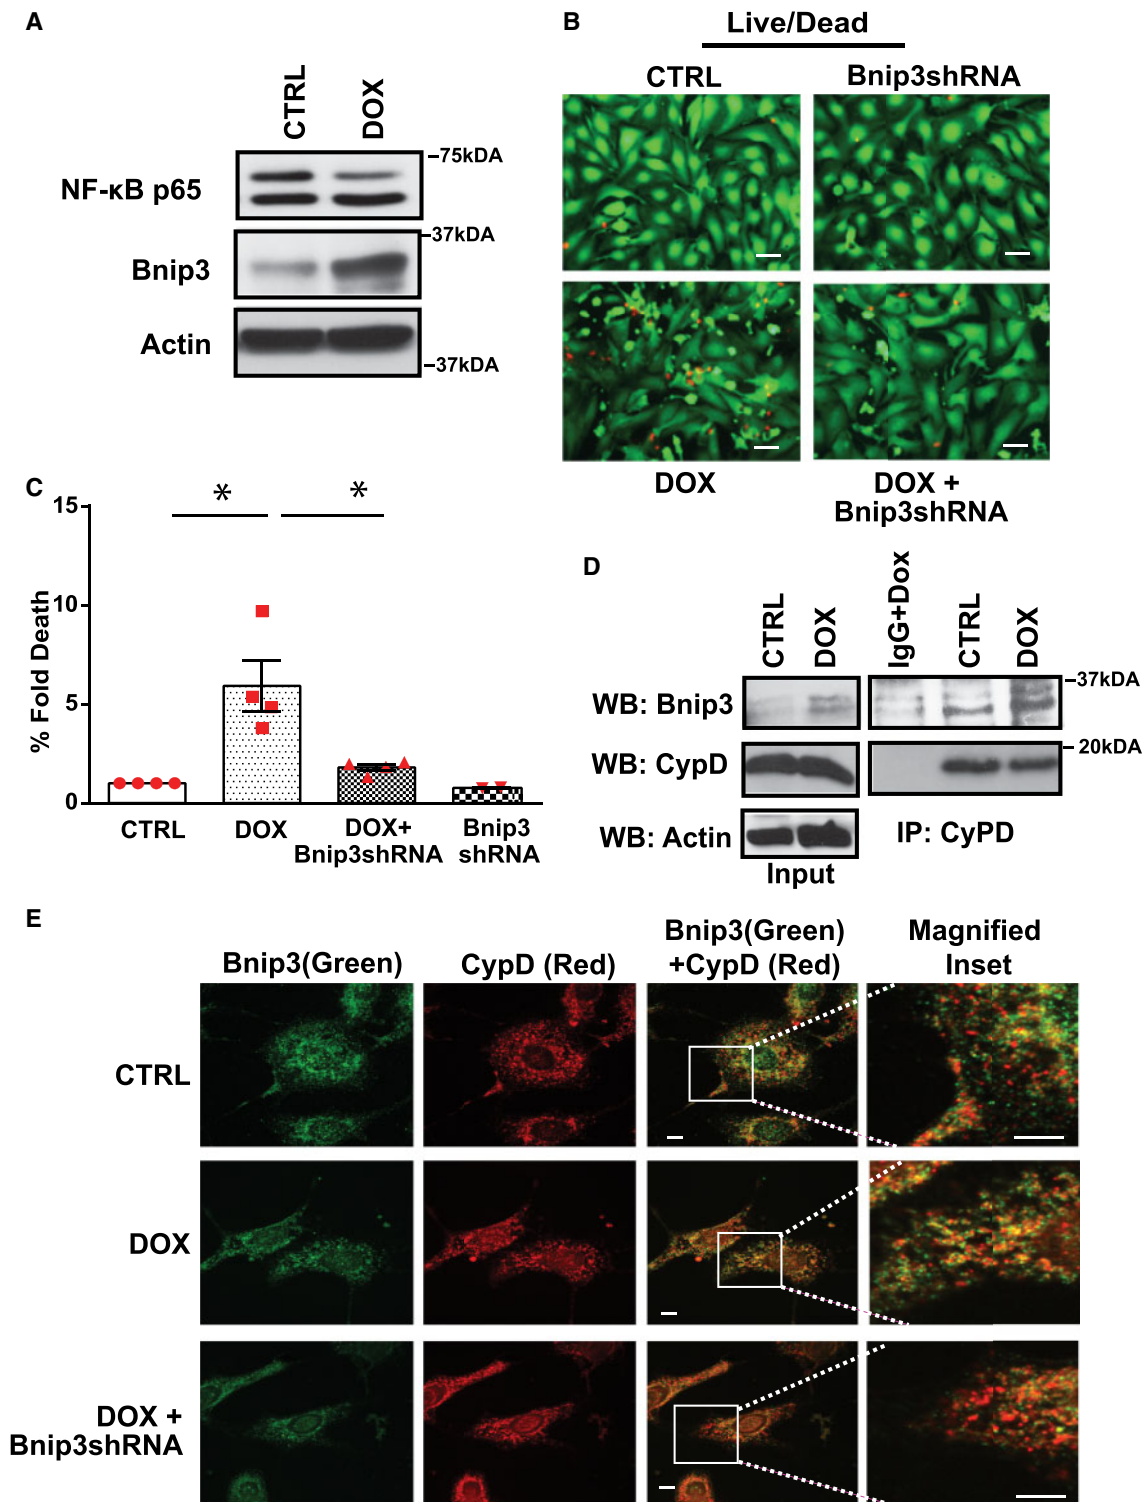 A
CTRL
DOX
NF-κB p65
–75kDA
Bnip3
–37kDA
Actin
–37kDA
B
Live/Dead
CTRL
Bnip3shRNA
DOX
DOX +
Bnip3shRNA
C
% Fold Death
15
10
5
0
*
*
CTRL
DOX
DOX+
Bnip3shRNA
Bnip3
shRNA
D
CTRL
DOX
IgG+Dox
CTRL
DOX
WB: Bnip3
–37kDA
WB: CypD
– 20kDA
WB: Actin
IP: CyPD
Input
E
Bnip3(Green)
CypD (Red)
Bnip3(Green)
+CypD (Red)
Magnified
Inset
CTRL
DOX
DOX +
Bnip3shRNA